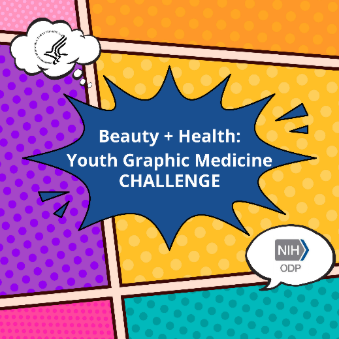 Beauty + Health:
Youth Graphic Medicine
CHALLENGE
NIH
ODP